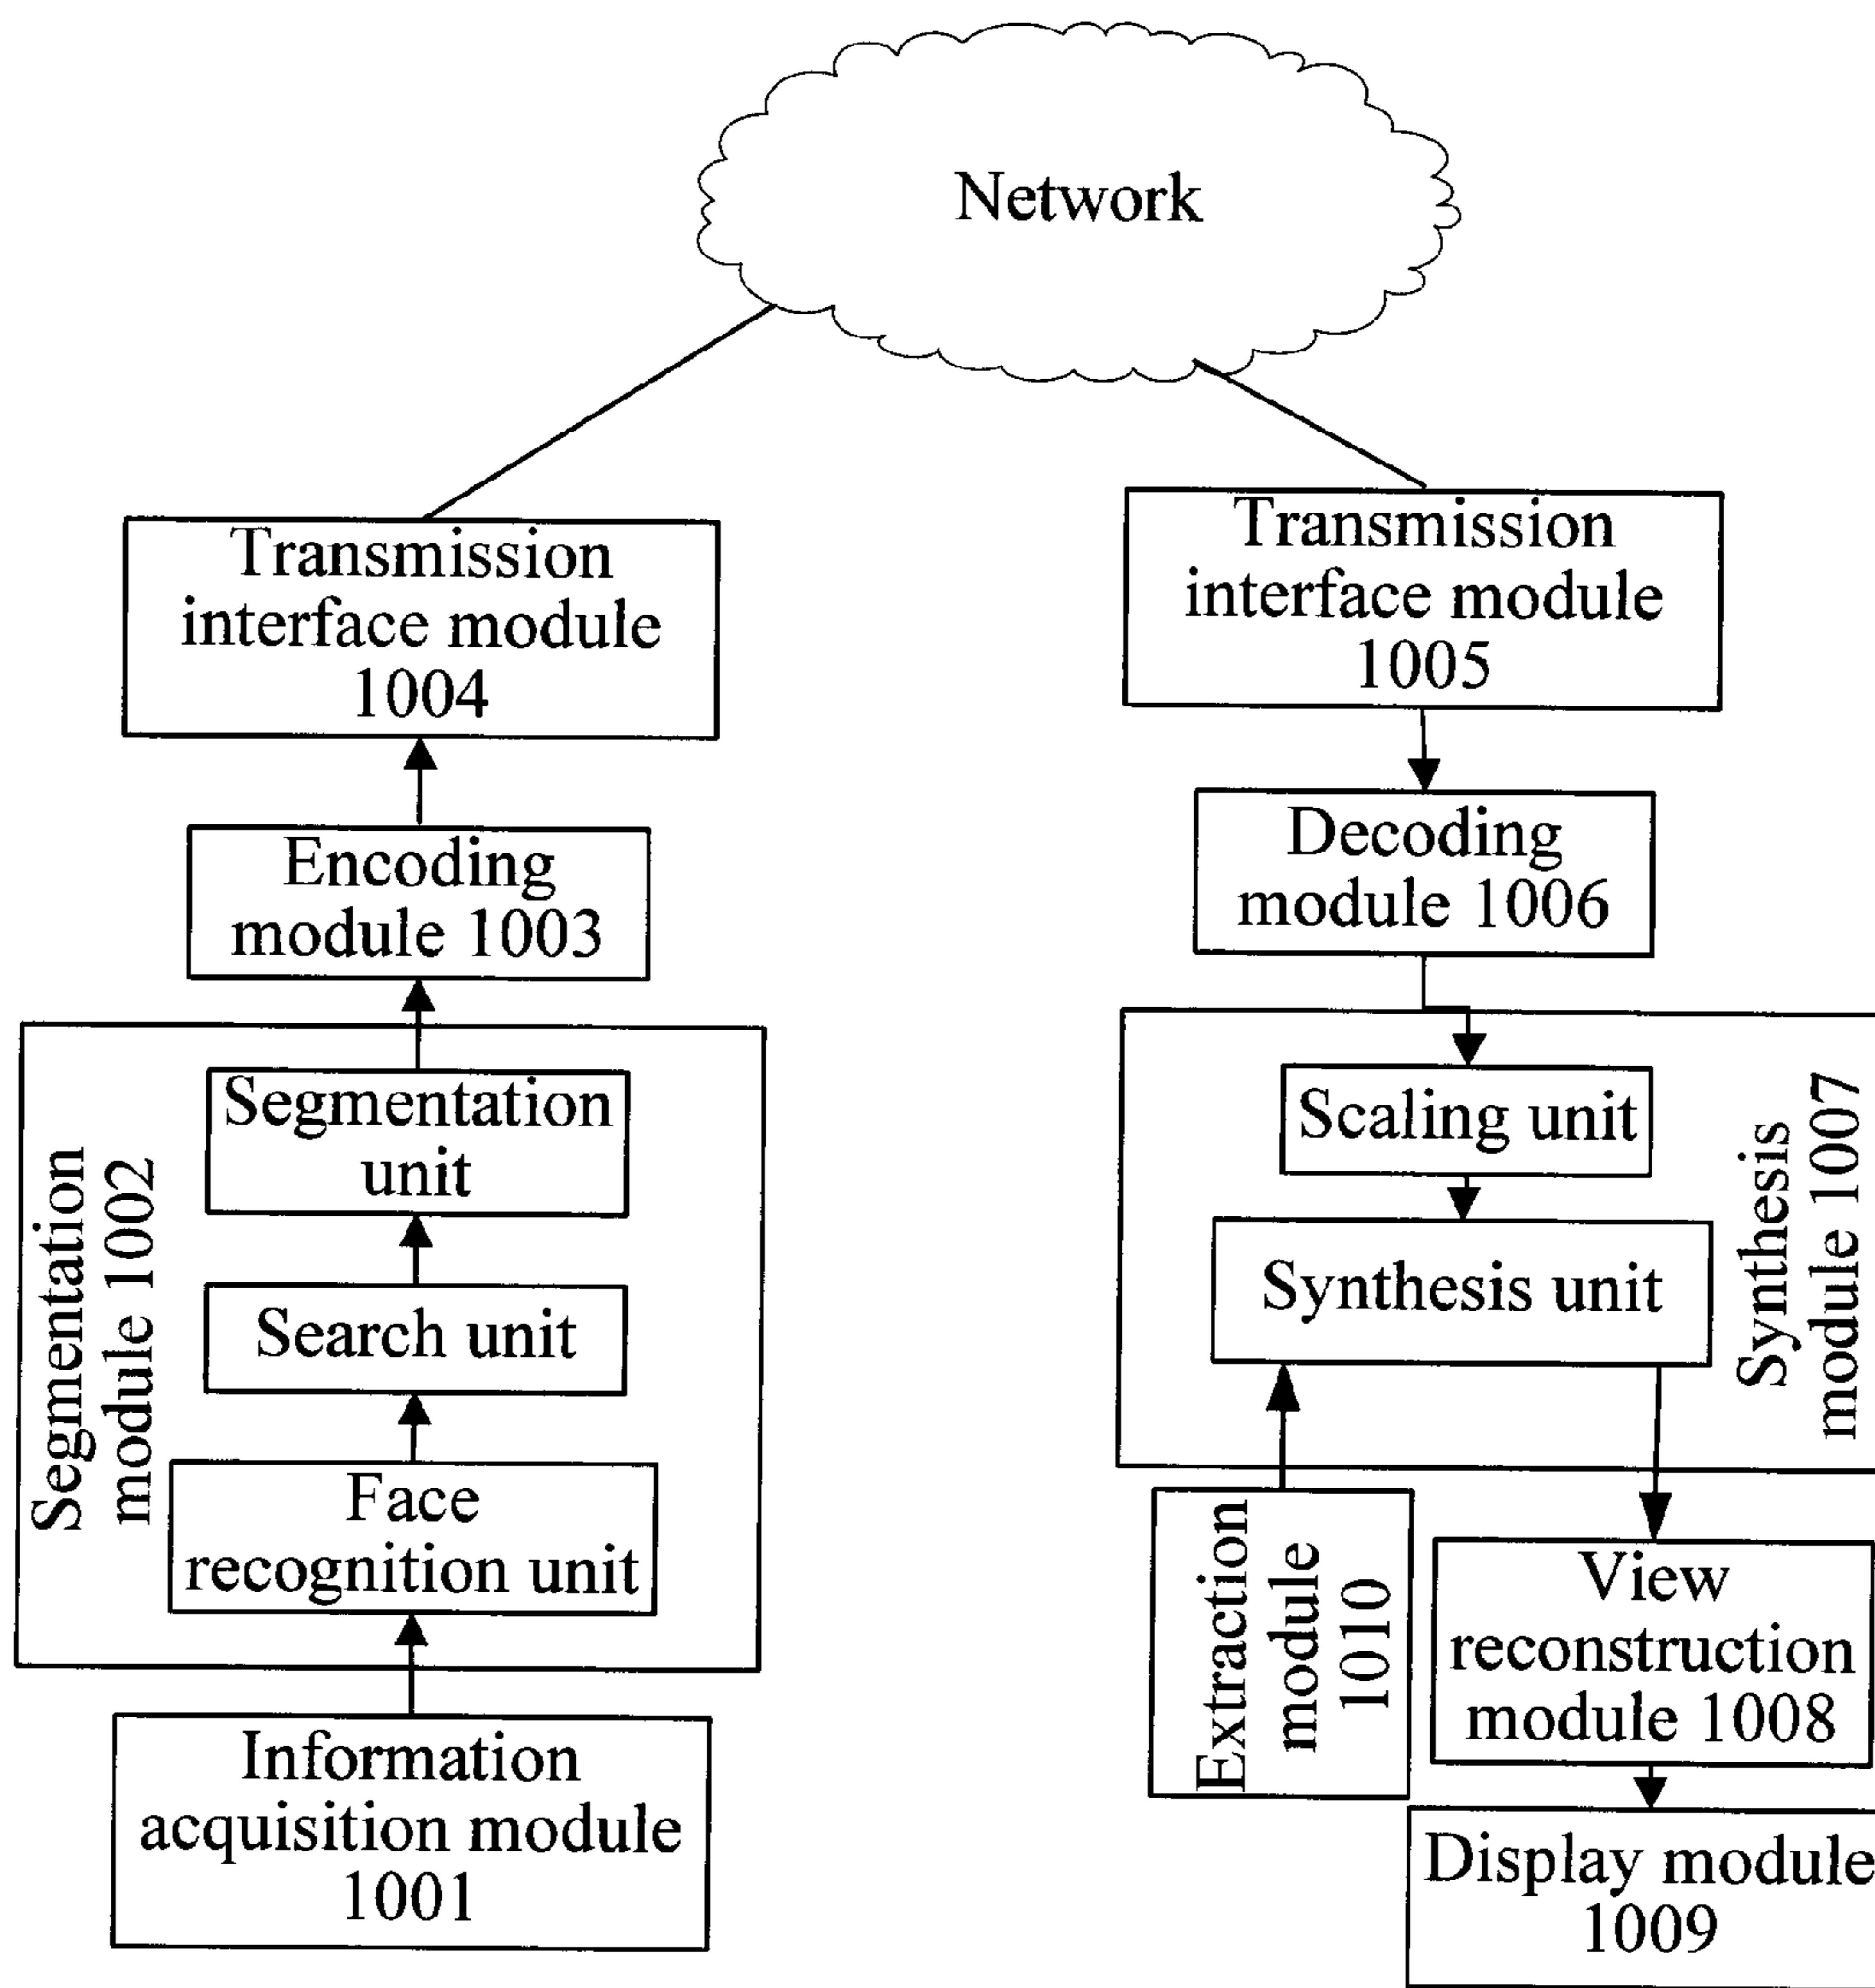 Network
Transmission
interface module
1004
Encoding
module 1003
Segmentation
module 1002
Segmentation
unit
Search unit
Face
recognition unit
Information
acquisition module
1001
Transmission
interface module
1005
Decoding
module 1006
Scaling unit
Synthesis unit
Synthesis
module 1007
Extraction
module
1010
View
reconstruction
module 1008
Display module
1009